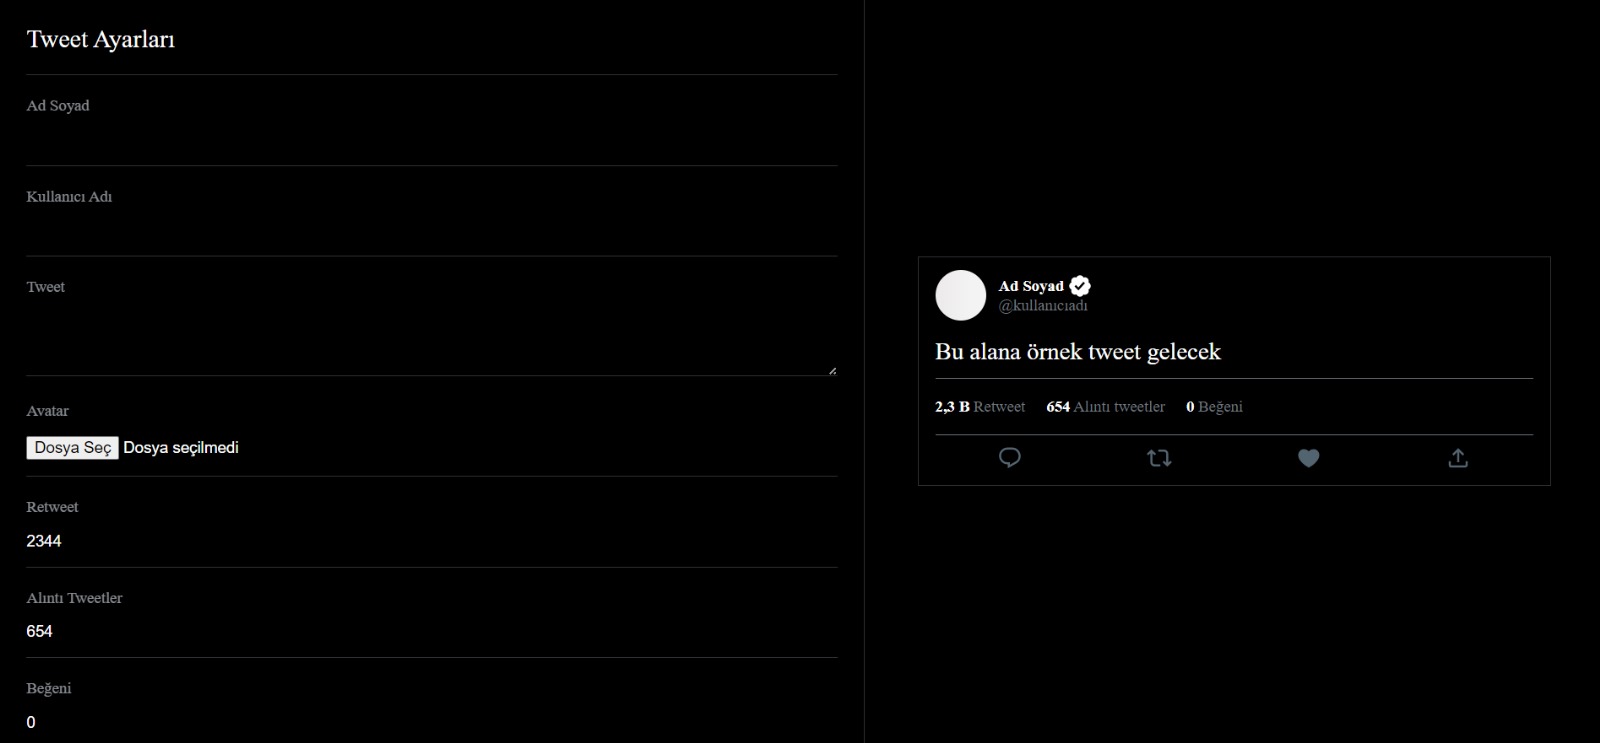 Tweet Ayarları
Ad Soyad
Kullanıcı Adı
Tweet
Avatar
Dosya Seç Dosya seçilmedi
Retweet
2344
Alıntı Tweetler
654
Beğeni
0
Ad Soyad
@kullanıcıadı
Bu alana örnek tweet gelecek
2,3 B Retweet 654 Alıntı tweetler 0 Beğeni